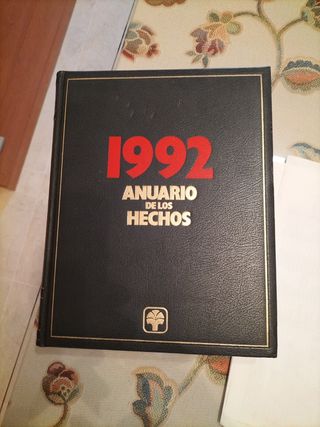 1992
ANUARIO
DE LOS
HECHOS